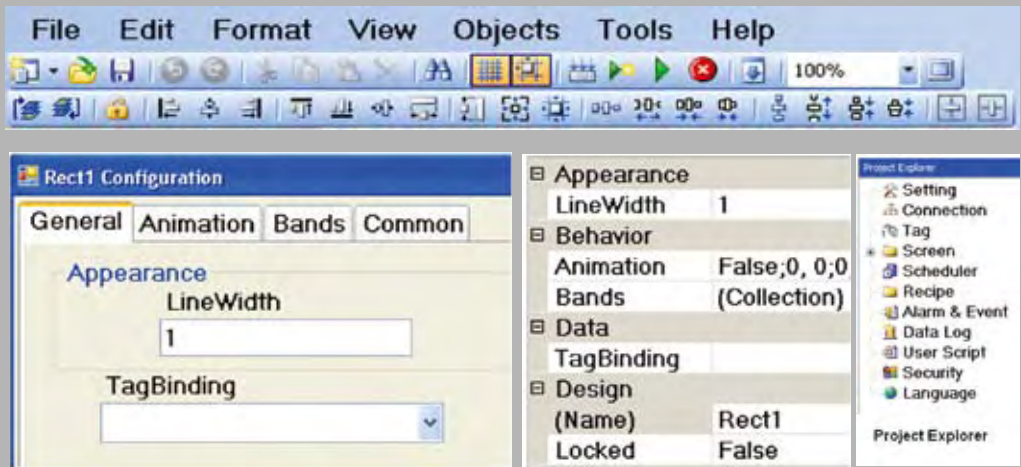 File Edit Format View Objects Tools Help
100%
Rect1 Configuration
General Animation Bands Common
Appearance
LineWidth
1
TagBinding
Appearance
LineWidth 1
Behavior
Animation False;0, 0;0
Bands (Collection)
Data
TagBinding
Design
(Name) Rect1
Locked False
Project Explorer
Setting
Connection
Tag
Screen
Scheduler
Recipe
Alarm & Event
Data Log
User Script
Security
Language
Project Explorer